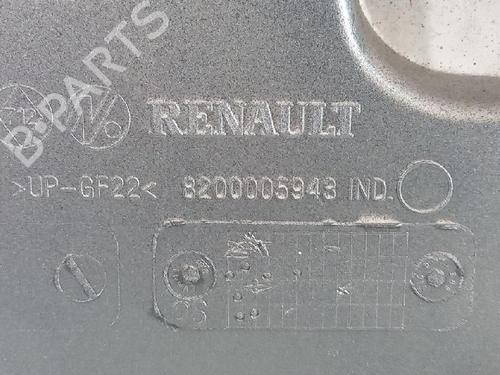 B-PARTS
RENAULT
>UP-GF22< 8200005943 IND.